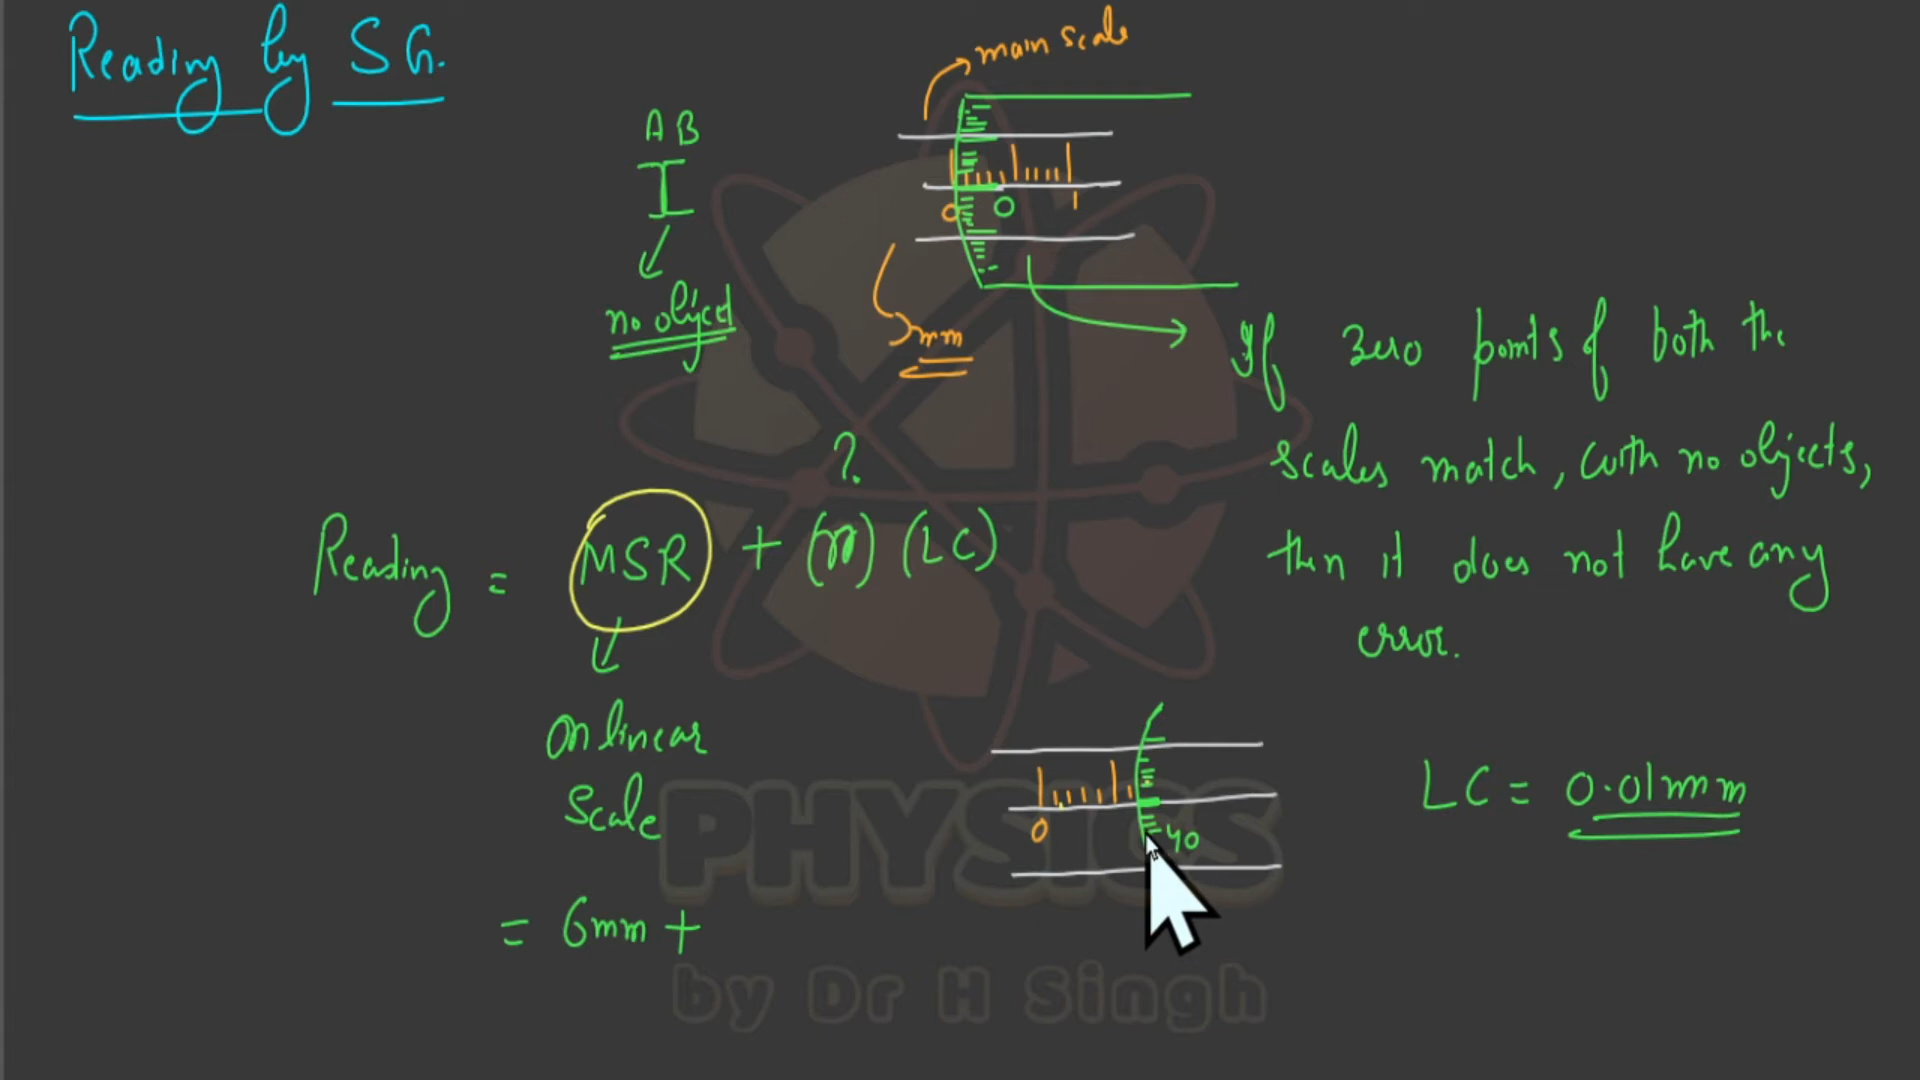 Reading by S G.
main scale
A B
0 0 1
no object
mm
If zero points of both the
scales match, with no objects,
then it does not have any
error.
?
Reading = MSR + (n) (LC)
On linear
Scale
0 40
LC = 0.01mm
= 6mm +
PHYSICS
by Dr H Singh